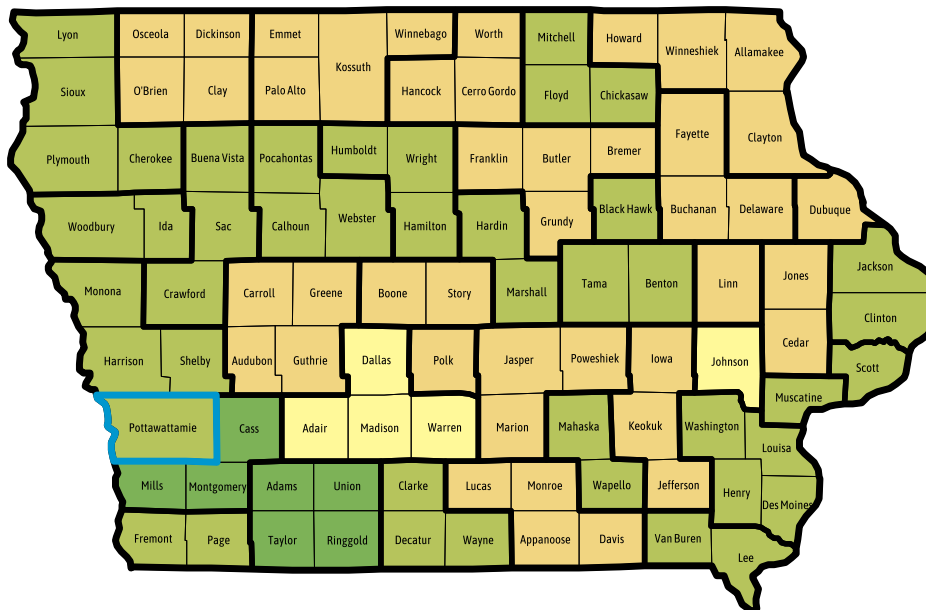 Lyon
Osceola
Dickinson
Emmet
Winnebago
Worth
Mitchell
Howard
Winneshiek
Allamakee
Kossuth
Sioux
O'Brien
Clay
Palo Alto
Hancock
Cerro Gordo
Floyd
Chickasaw
Fayette
Clayton
Plymouth
Cherokee
Buena Vista
Pocahontas
Humboldt
Wright
Franklin
Butler
Bremer
Woodbury
Ida
Sac
Calhoun
Webster
Hamilton
Hardin
Grundy
Black Hawk
Buchanan
Delaware
Dubuque
Monona
Crawford
Carroll
Greene
Boone
Story
Marshall
Tama
Benton
Linn
Jones
Jackson
Clinton
Harrison
Shelby
Audubon
Guthrie
Dallas
Polk
Jasper
Poweshiek
Iowa
Johnson
Cedar
Scott
Muscatine
Pottawattamie
Cass
Adair
Madison
Warren
Marion
Mahaska
Keokuk
Washington
Louisa
Mills
Montgomery
Adams
Union
Clarke
Lucas
Monroe
Wapello
Jefferson
Henry
Des Moines
Fremont
Page
Taylor
Ringgold
Decatur
Wayne
Appanoose
Davis
Van Buren
Lee